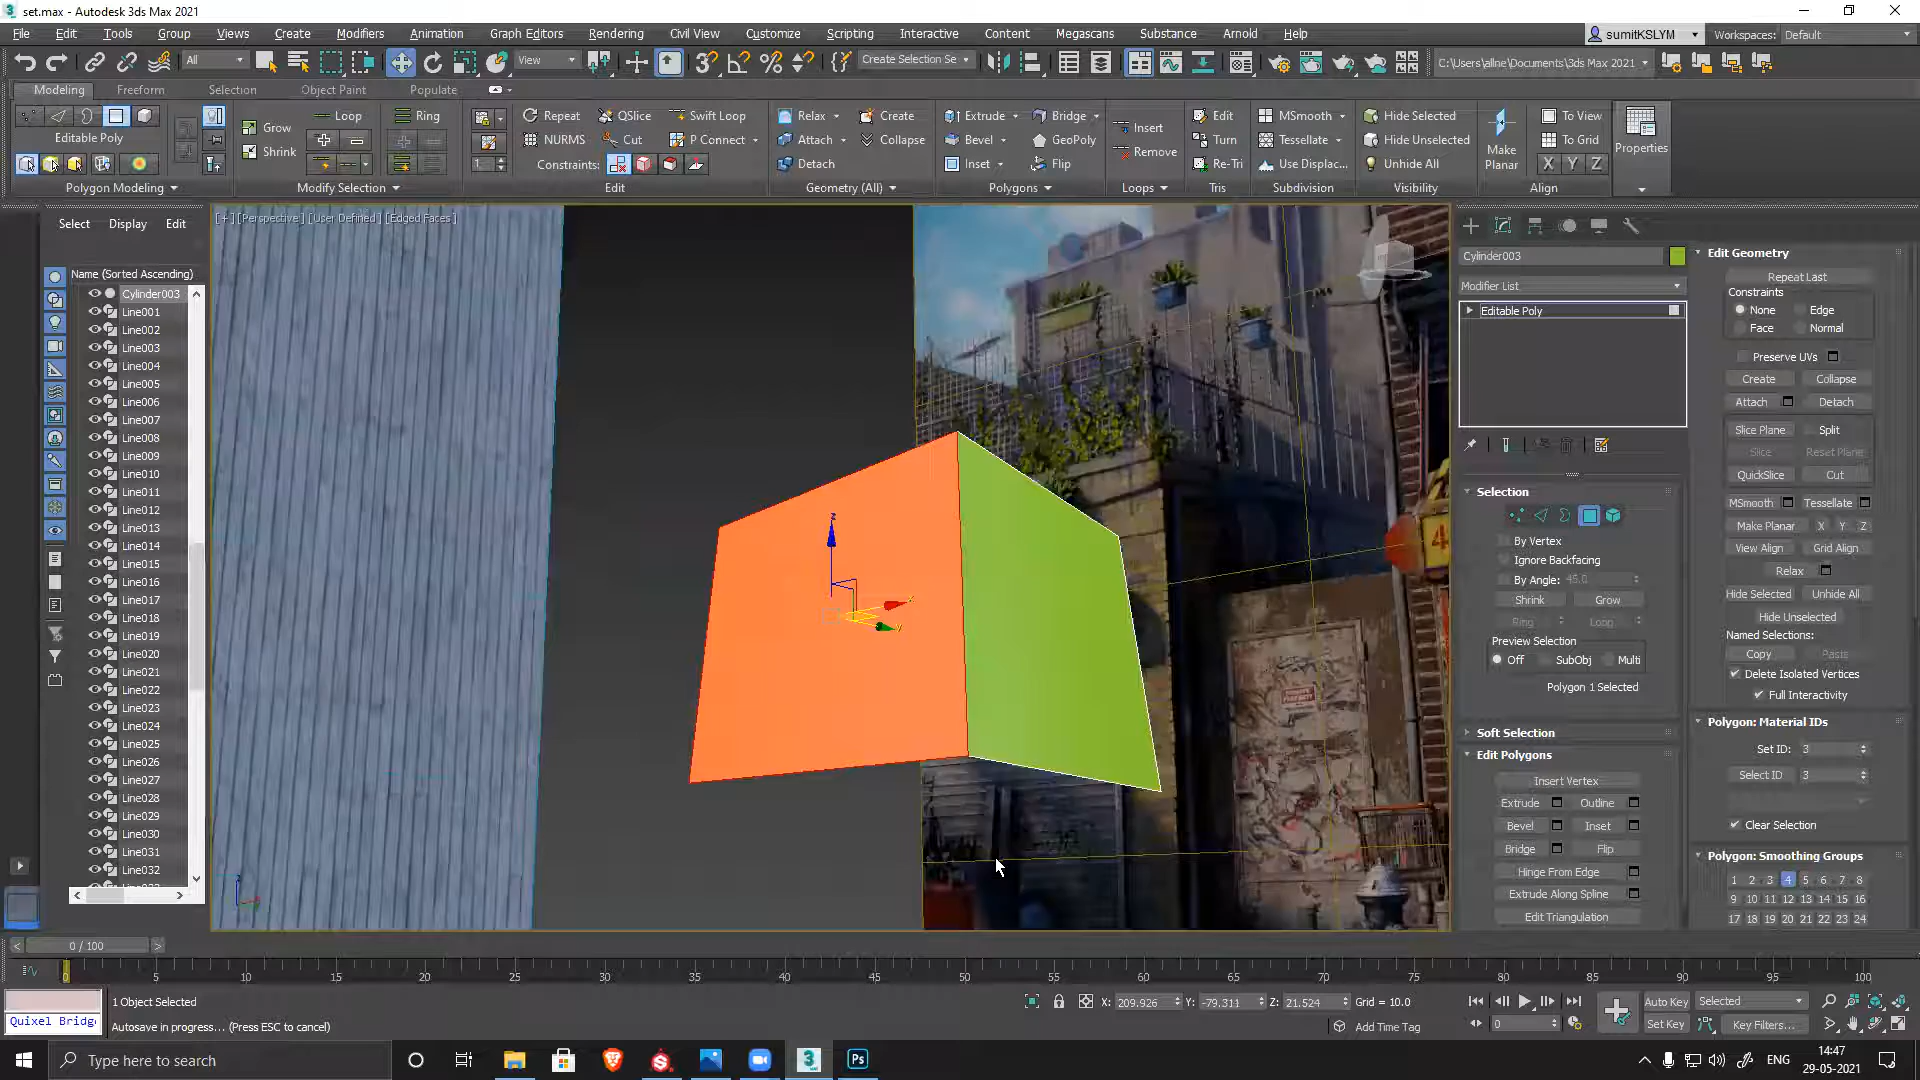 set.max - Autodesk 3ds Max 2021
File Edit Tools Group Views Create Modifiers Animation Graph Editors Rendering Civil View Customize Scripting Interactive Content Megascans Substance Arnold Help
sumitKSLYM Workspaces: Default
All View Create Selection Se C:\Users\allne\Documents\3ds Max 2021
Modeling Freeform Selection Object Paint Populate
Loop Ring Repeat QSlice Swift Loop Relax Create Extrude Bridge Insert Edit MSmooth Hide Selected To View
Grow
Editable Poly NURMS Cut P Connect Attach Collapse Bevel GeoPoly Turn Tessellate Hide Unselected To Grid
Shrink Remove Make Planar Properties
1 Constraints: Detach Inset Flip Re-Tri Use Displac... Unhide All X Y Z
Polygon Modeling Modify Selection Edit Geometry (All) Polygons Loops Tris Subdivision Visibility Align
Select Display Edit
[+] [Perspective] [User Defined] [Edged Faces]
Name (Sorted Ascending)
Cylinder003
Line001
Line002
Line003
Line004
Line005
Line006
Line007
Line008
Line009
Line010
Line011
Line012
Line013
Line014
Line015
Line016
Line017
Line018
Line019
Line020
Line021
Line022
Line023
Line024
Line025
Line026
Line027
Line028
Line029
Line030
Line031
Line032
z
y
4
Cylinder003
Modifier List
Editable Poly
Selection
By Vertex
Ignore Backfacing
By Angle: 45.0
Shrink Grow
Ring Loop
Preview Selection
Off SubObj Multi
Polygon 1 Selected
Soft Selection
Edit Polygons
Insert Vertex
Extrude Outline
Bevel Inset
Bridge Flip
Hinge From Edge
Extrude Along Spline
Edit Triangulation
Edit Geometry
Repeat Last
Constraints
None Edge
Face Normal
Preserve UVs
Create Collapse
Attach Detach
Slice Plane Split
Slice Reset Plane
QuickSlice Cut
MSmooth Tessellate
Make Planar X Y Z
View Align Grid Align
Relax
Hide Selected Unhide All
Hide Unselected
Named Selections:
Copy Paste
Delete Isolated Vertices
Full Interactivity
Polygon: Material IDs
Set ID: 3
Select ID 3
Clear Selection
Polygon: Smoothing Groups
1 2 3 4 5 6 7 8
9 10 11 12 13 14 15 16
17 18 19 20 21 22 23 24
< 0 / 100 >
0 5 10 15 20 25 30 35 40 45 50 55 60 65 70 75 80 85 90 95 100
1 Object Selected X: 209.926 Y: -79.311 Z: 21.524 Grid = 10.0 Auto Key Selected
Quixel Bridg Autosave in progress... (Press ESC to cancel) Add Time Tag 0 Set Key Key Filters...
Type here to search Ps ENG 14:47
29-05-2021